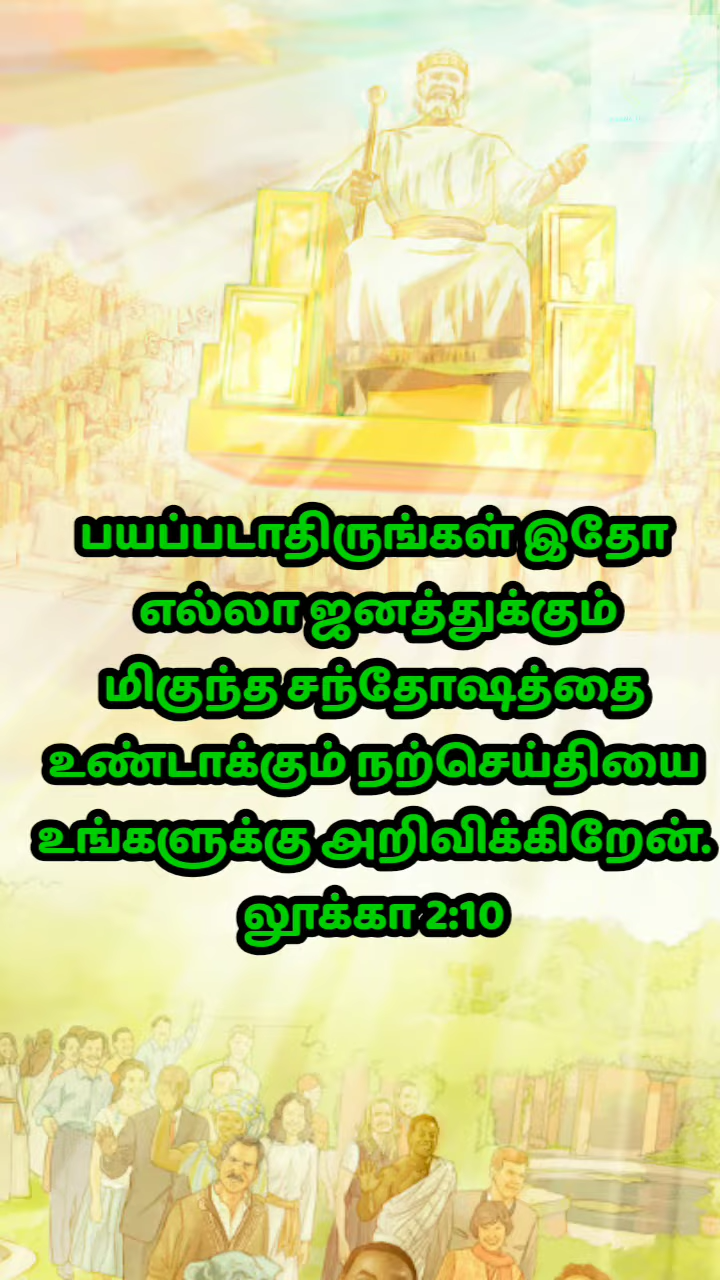 பயப்படாதிருங்கள் இதோ
எல்லா ஜனத்துக்கும்
மிகுந்த சந்தோஷத்தை
உண்டாக்கும் நற்செய்தியை
உங்களுக்கு அறிவிக்கிறேன்.
லூக்கா 2:10